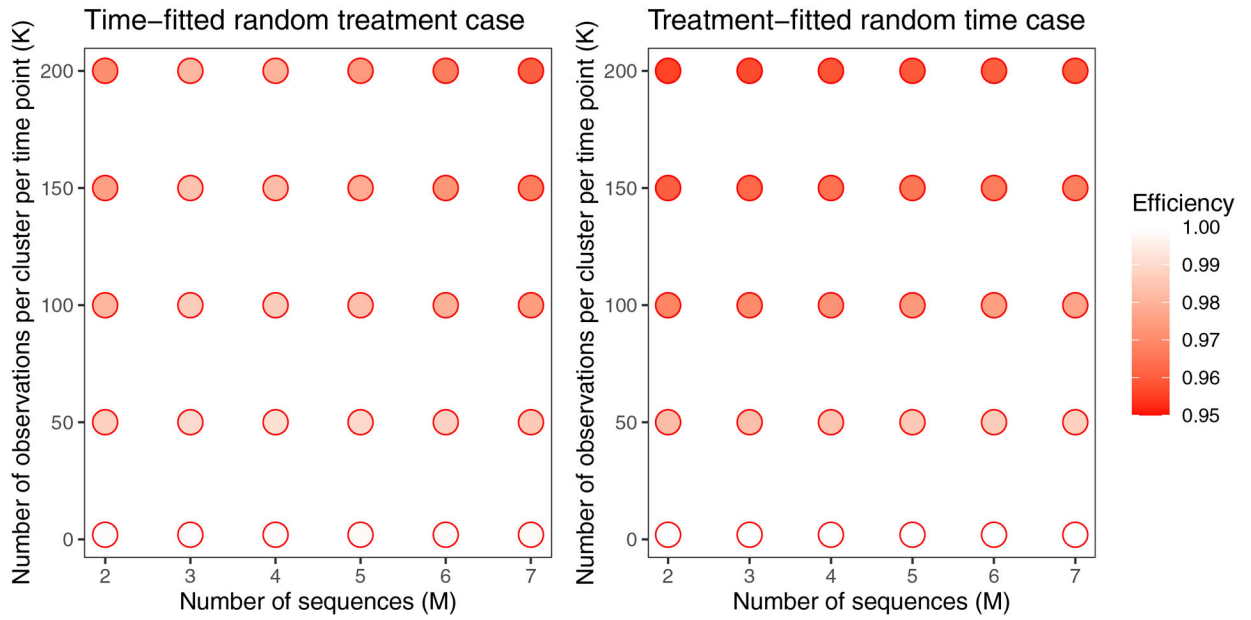 Time−fitted random treatment case
Number of observations per cluster per time point (K)
200
150
100
50
0
2 3 4 5 6 7
Number of sequences (M)
Treatment−fitted random time case
Number of observations per cluster per time point (K)
200
150
100
50
0
2 3 4 5 6 7
Number of sequences (M)
Efficiency
1.00
0.99
0.98
0.97
0.96
0.95